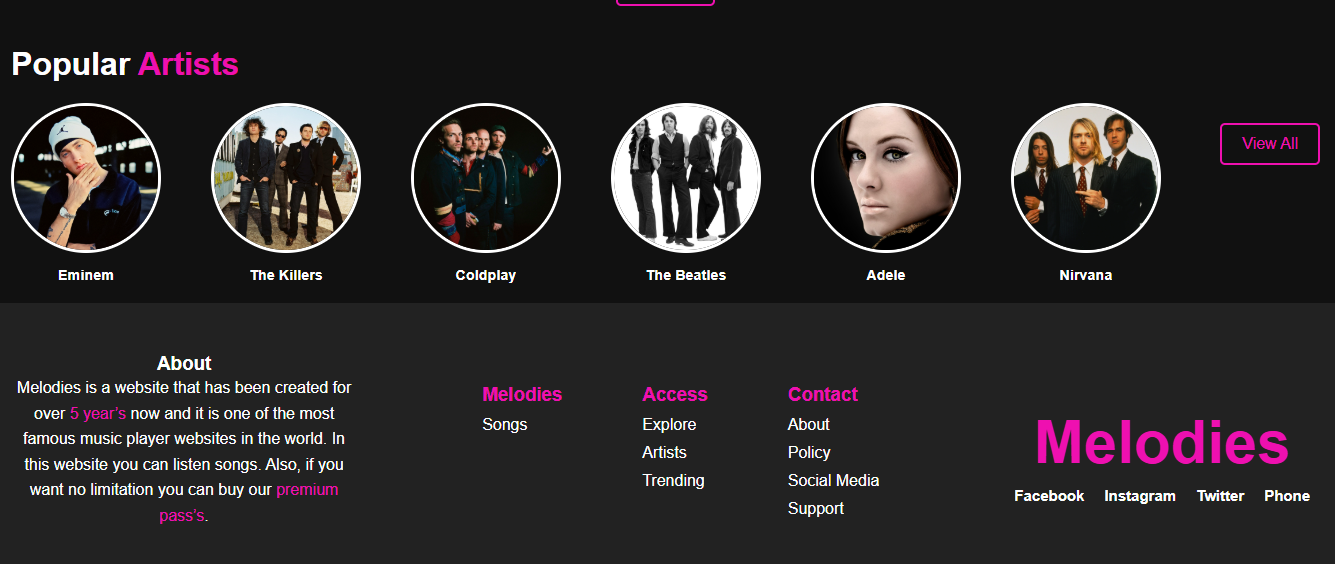 Popular Artists
View All
Eminem
The Killers
Coldplay
The Beatles
Adele
Nirvana
About
Melodies is a website that has been created for
over 5 year's now and it is one of the most
famous music player websites in the world. In
this website you can listen songs. Also, if you
want no limitation you can buy our premium
pass's.
Melodies
Songs
Access
Explore
Artists
Trending
Contact
About
Policy
Social Media
Support
Melodies
Facebook Instagram Twitter Phone